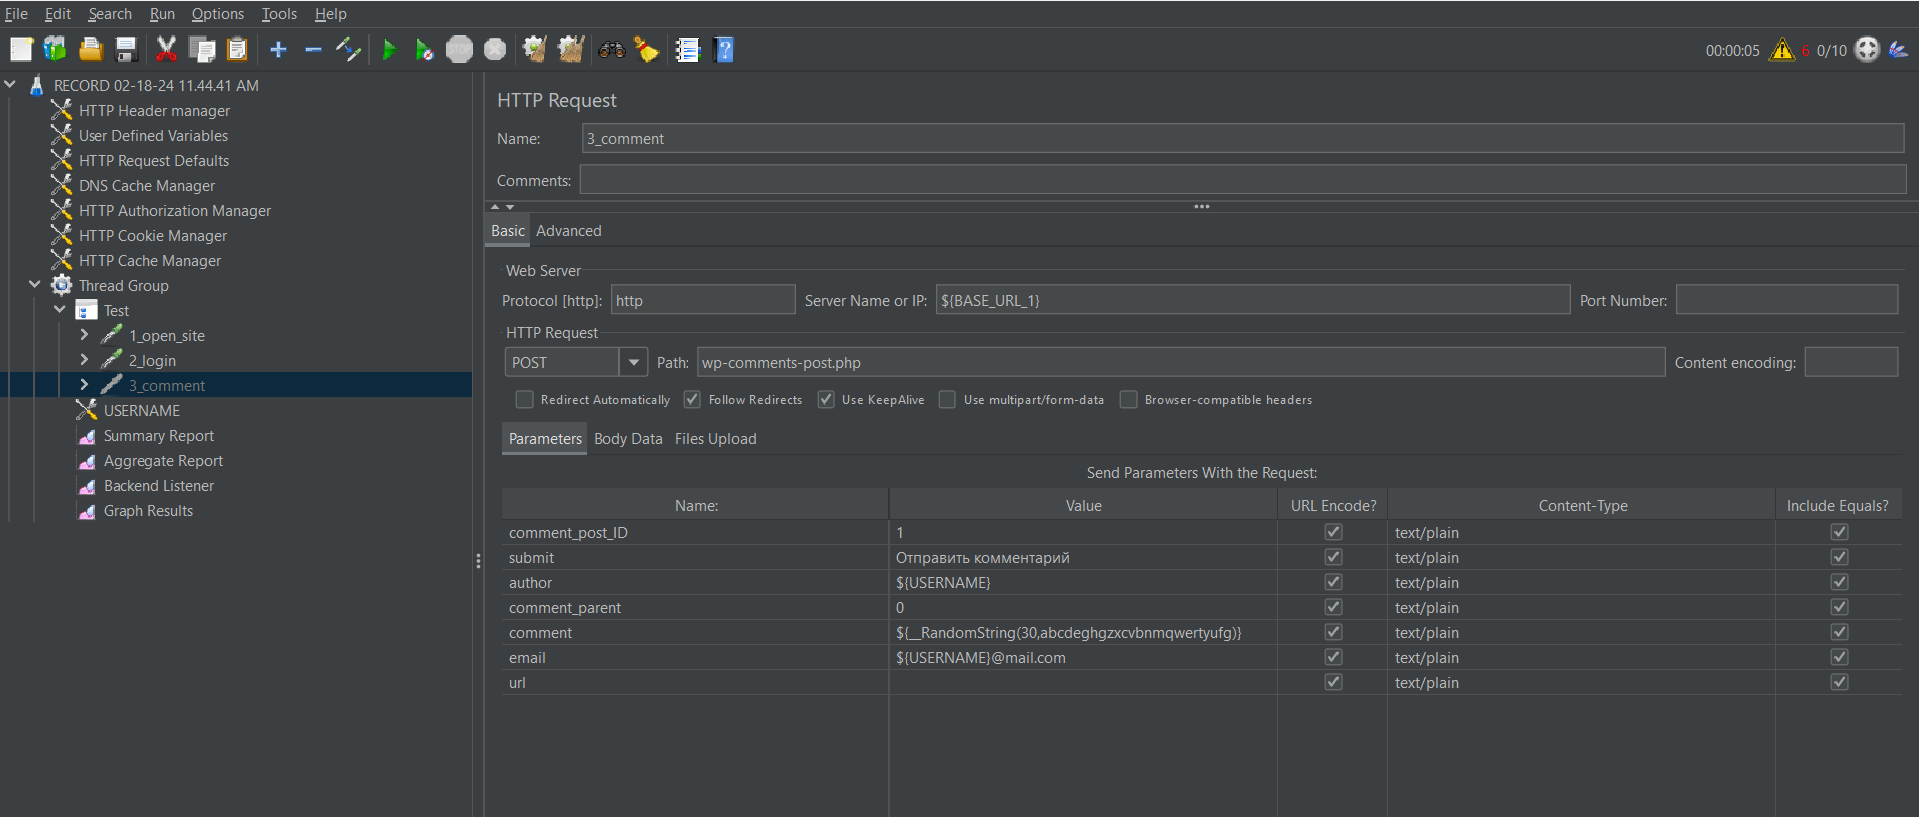 File Edit Search Run Options Tools Help
STOP
00:00:05 6 0/10
RECORD 02-18-24 11.44.41 AM
HTTP Header manager
User Defined Variables
HTTP Request Defaults
DNS Cache Manager
HTTP Authorization Manager
HTTP Cookie Manager
HTTP Cache Manager
Thread Group
Test
1_open_site
2_login
3_comment
USERNAME
Summary Report
Aggregate Report
Backend Listener
Graph Results
HTTP Request
Name: 3_comment
Comments:
Basic Advanced
Web Server
Protocol [http]: http Server Name or IP: ${BASE_URL_1} Port Number:
HTTP Request
POST Path: wp-comments-post.php Content encoding:
Redirect Automatically Follow Redirects Use KeepAlive Use multipart/form-data Browser-compatible headers
Parameters Body Data Files Upload
Send Parameters With the Request:
Name: Value URL Encode? Content-Type Include Equals?
comment_post_ID 1 text/plain
submit Отправить комментарий text/plain
author ${USERNAME} text/plain
comment_parent 0 text/plain
comment ${__RandomString(30,abcdeghgzxcvbnmqwertyufg)} text/plain
email ${USERNAME}@mail.com text/plain
url text/plain